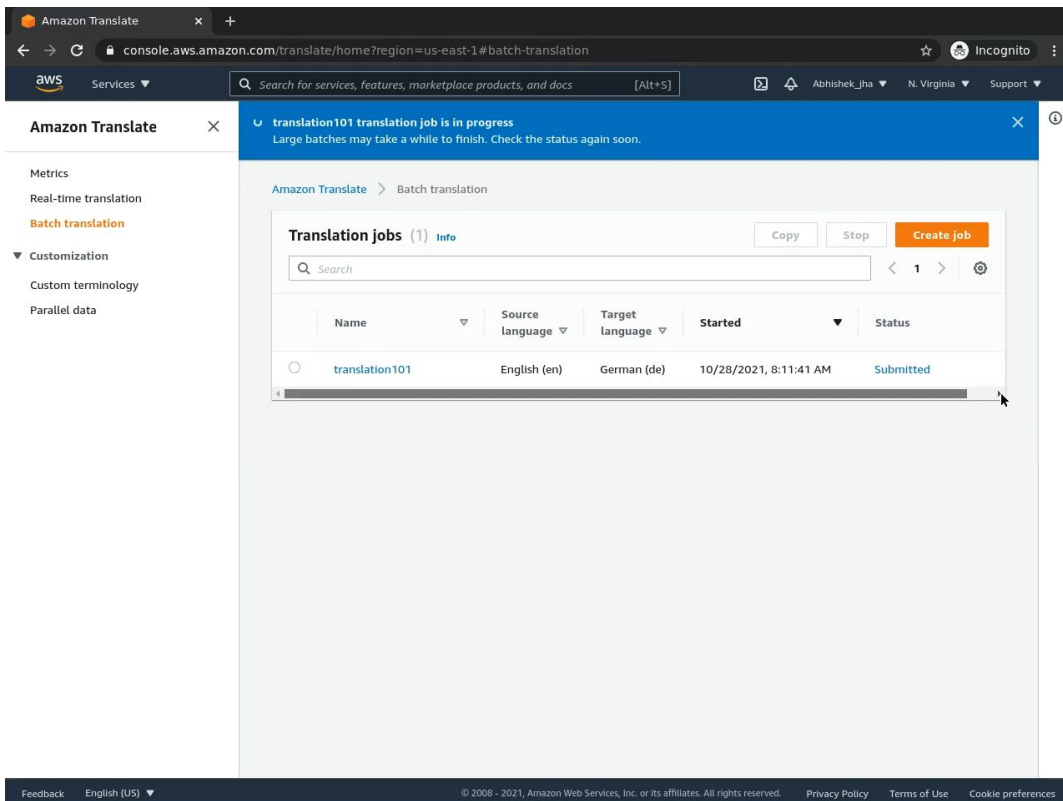 Amazon Translate
console.aws.amazon.com/translate/home?region=us-east-1#batch-translation
Incognito
aws
Services
Search for services, features, marketplace products, and docs
[Alt+S]
Abhishek_jha
N. Virginia
Support
Amazon Translate
Metrics
Real-time translation
Batch translation
Customization
Custom terminology
Parallel data
translation101 translation job is in progress
Large batches may take a while to finish. Check the status again soon.
Amazon Translate > Batch translation
Translation jobs (1) Info
Copy
Stop
Create job
Search
1
Name
Source
language
Target
language
Started
Status
translation101
English (en)
German (de)
10/28/2021, 8:11:41 AM
Submitted
Feedback
English (US)
© 2008 - 2021, Amazon Web Services, Inc. or its affiliates. All rights reserved.
Privacy Policy
Terms of Use
Cookie preferences